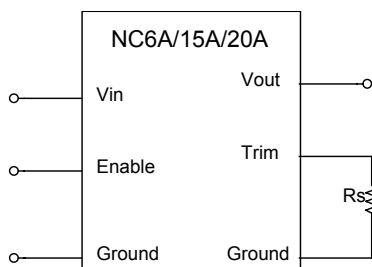 NC6A/15A/20A
Vin
Vout
Enable
Trim
Rs
Ground
Ground